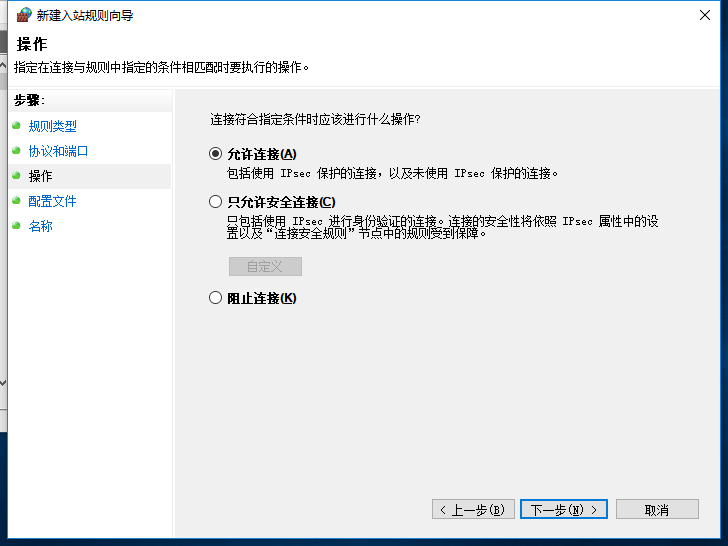 新建入站规则向导
操作
指定在连接与规则中指定的条件相匹配时要执行的操作。
步骤:
规则类型
协议和端口
操作
配置文件
名称
连接符合指定条件时应该进行什么操作?
允许连接(A)
包括使用 IPsec 保护的连接，以及未使用 IPsec 保护的连接。
只允许安全连接(C)
只包括使用 IPsec 进行身份验证的连接。连接的安全性将依照 IPsec 属性中的设
置以及“连接安全规则”节点中的规则受到保障。
自定义
阻止连接(K)
< 上一步(B)
下一步(N) >
取消